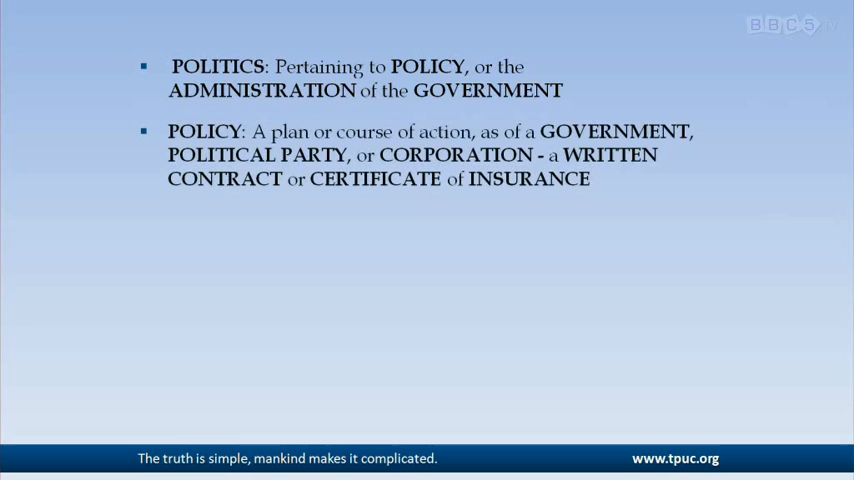 BBC5.tv
POLITICS: Pertaining to POLICY, or the
ADMINISTRATION of the GOVERNMENT
POLICY: A plan or course of action, as of a GOVERNMENT,
POLITICAL PARTY, or CORPORATION - a WRITTEN
CONTRACT or CERTIFICATE of INSURANCE
The truth is simple, mankind makes it complicated.
www.tpuc.org